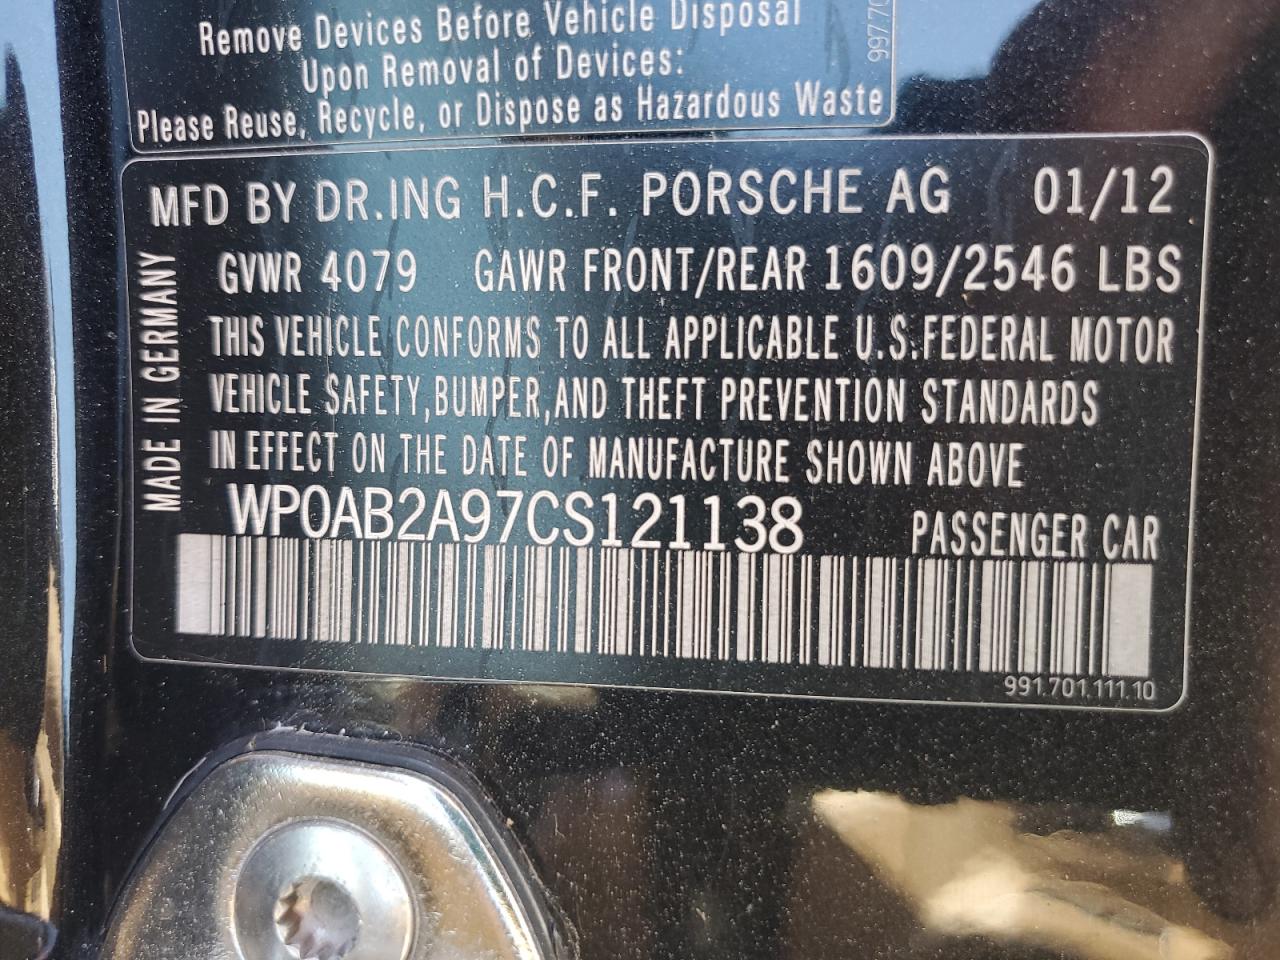 Remove Devices Before Vehicle Disposal
Upon Removal of Devices:
Please Reuse, Recycle, or Dispose as Hazardous Waste
9977
MFD BY DR.ING H.C.F. PORSCHE AG 01/12
GVWR 4079 GAWR FRONT/REAR 1609/2546 LBS
THIS VEHICLE CONFORMS TO ALL APPLICABLE U.S.FEDERAL MOTOR
VEHICLE SAFETY,BUMPER,AND THEFT PREVENTION STANDARDS
IN EFFECT ON THE DATE OF MANUFACTURE SHOWN ABOVE
MADE IN GERMANY
WP0AB2A97CS121138 PASSENGER CAR
991.701.111.10